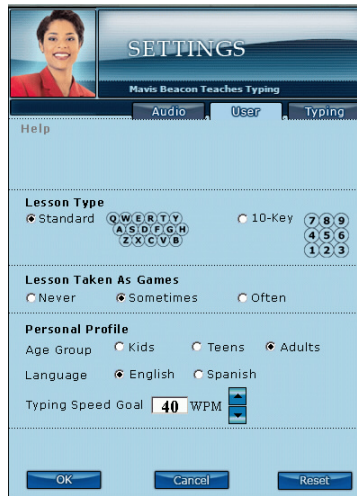 SETTINGS
Mavis Beacon Teaches Typing
Audio User Typing
Help
Lesson Type
Standard QWERTY 10-Key 789
ASDFGH 456
ZXCVB 123
Lesson Taken As Games
Never Sometimes Often
Personal Profile
Age Group Kids Teens Adults
Language English Spanish
Typing Speed Goal 40 WPM
OK Cancel Reset